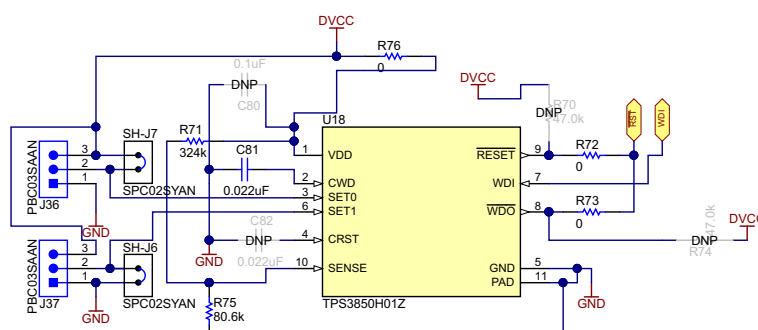 DVCC
R76
0
0.1uF
DNP
C80
DVCC
R70
DNP
47.0k
RST
WDI
PBC03SAAN
J36
3
2
1
SH-J7
SPC02SYAN
GND
R71
324k
C81
0.022uF
U18
1
VDD
2
CWD
3
SET0
6
SET1
4
CRST
10
SENSE
RESET
9
WDI
7
WDO
8
GND
5
PAD
11
TPS3850H01Z
R72
0
R73
0
C82
DNP
0.022uF
GND
PBC03SAAN
J37
3
2
1
SH-J6
SPC02SYAN
GND
R75
80.6k
GND
47.0k
DNP
R74
DVCC